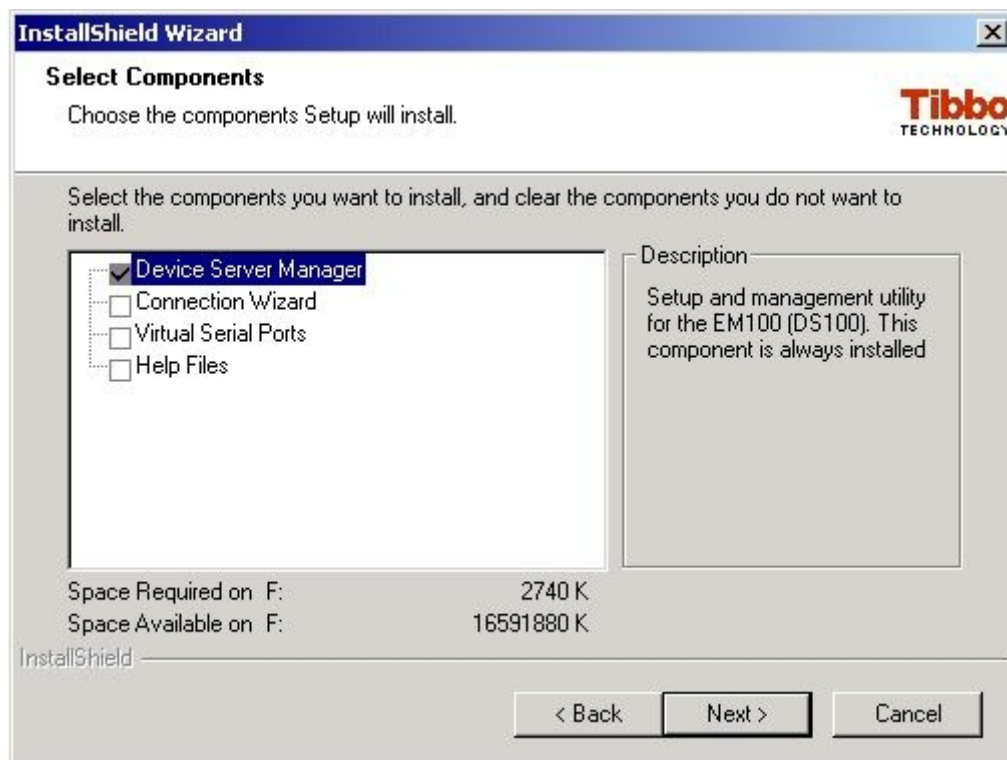 InstallShield Wizard
Select Components
Choose the components Setup will install.
Tibbo
TECHNOLOGY
Select the components you want to install, and clear the components you do not want to
install.
Device Server Manager
Connection Wizard
Virtual Serial Ports
Help Files
Description
Setup and management utility
for the EM100 (DS100). This
component is always installed
Space Required on F: 2740 K
Space Available on F: 16591880 K
InstallShield
< Back Next > Cancel